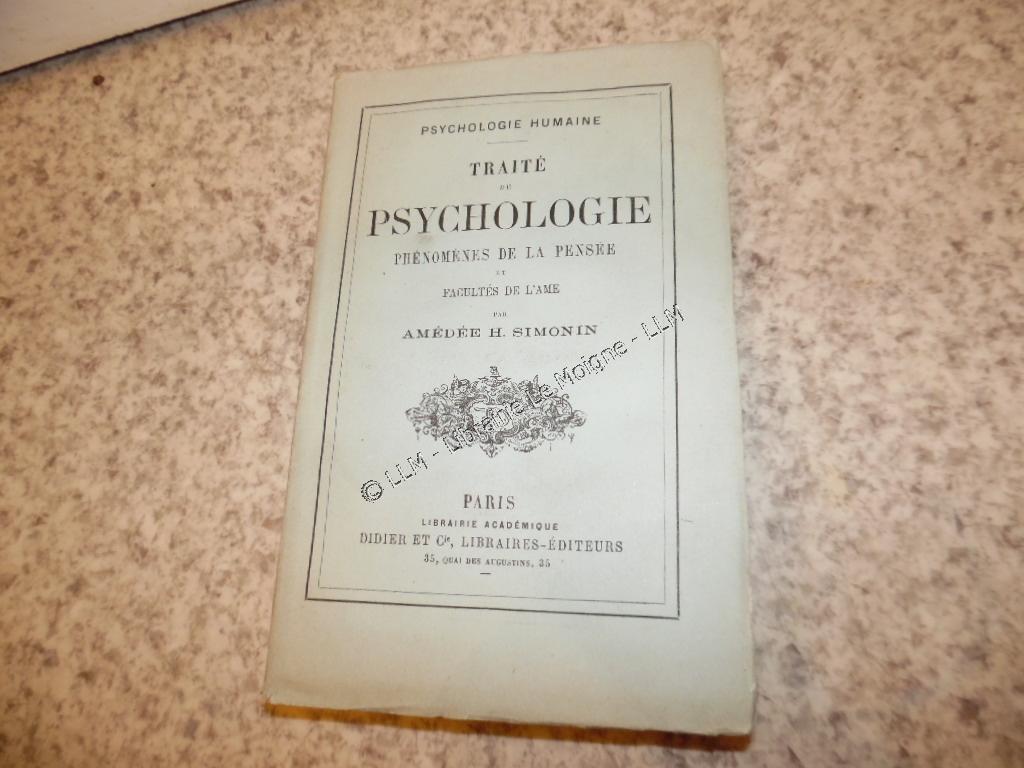 PSYCHOLOGIE HUMAINE
TRAITÉ
DE
PSYCHOLOGIE
PHÉNOMÈNES DE LA PENSÉE
ET
FACULTÉS DE L'AME
PAR
AMÉDÉE H. SIMONIN
© LLM - Librairie Le Moigne - LLM
PARIS
LIBRAIRIE ACADÉMIQUE
DIDIER ET Cie, LIBRAIRES-ÉDITEURS
35, QUAI DES AUGUSTINS, 35